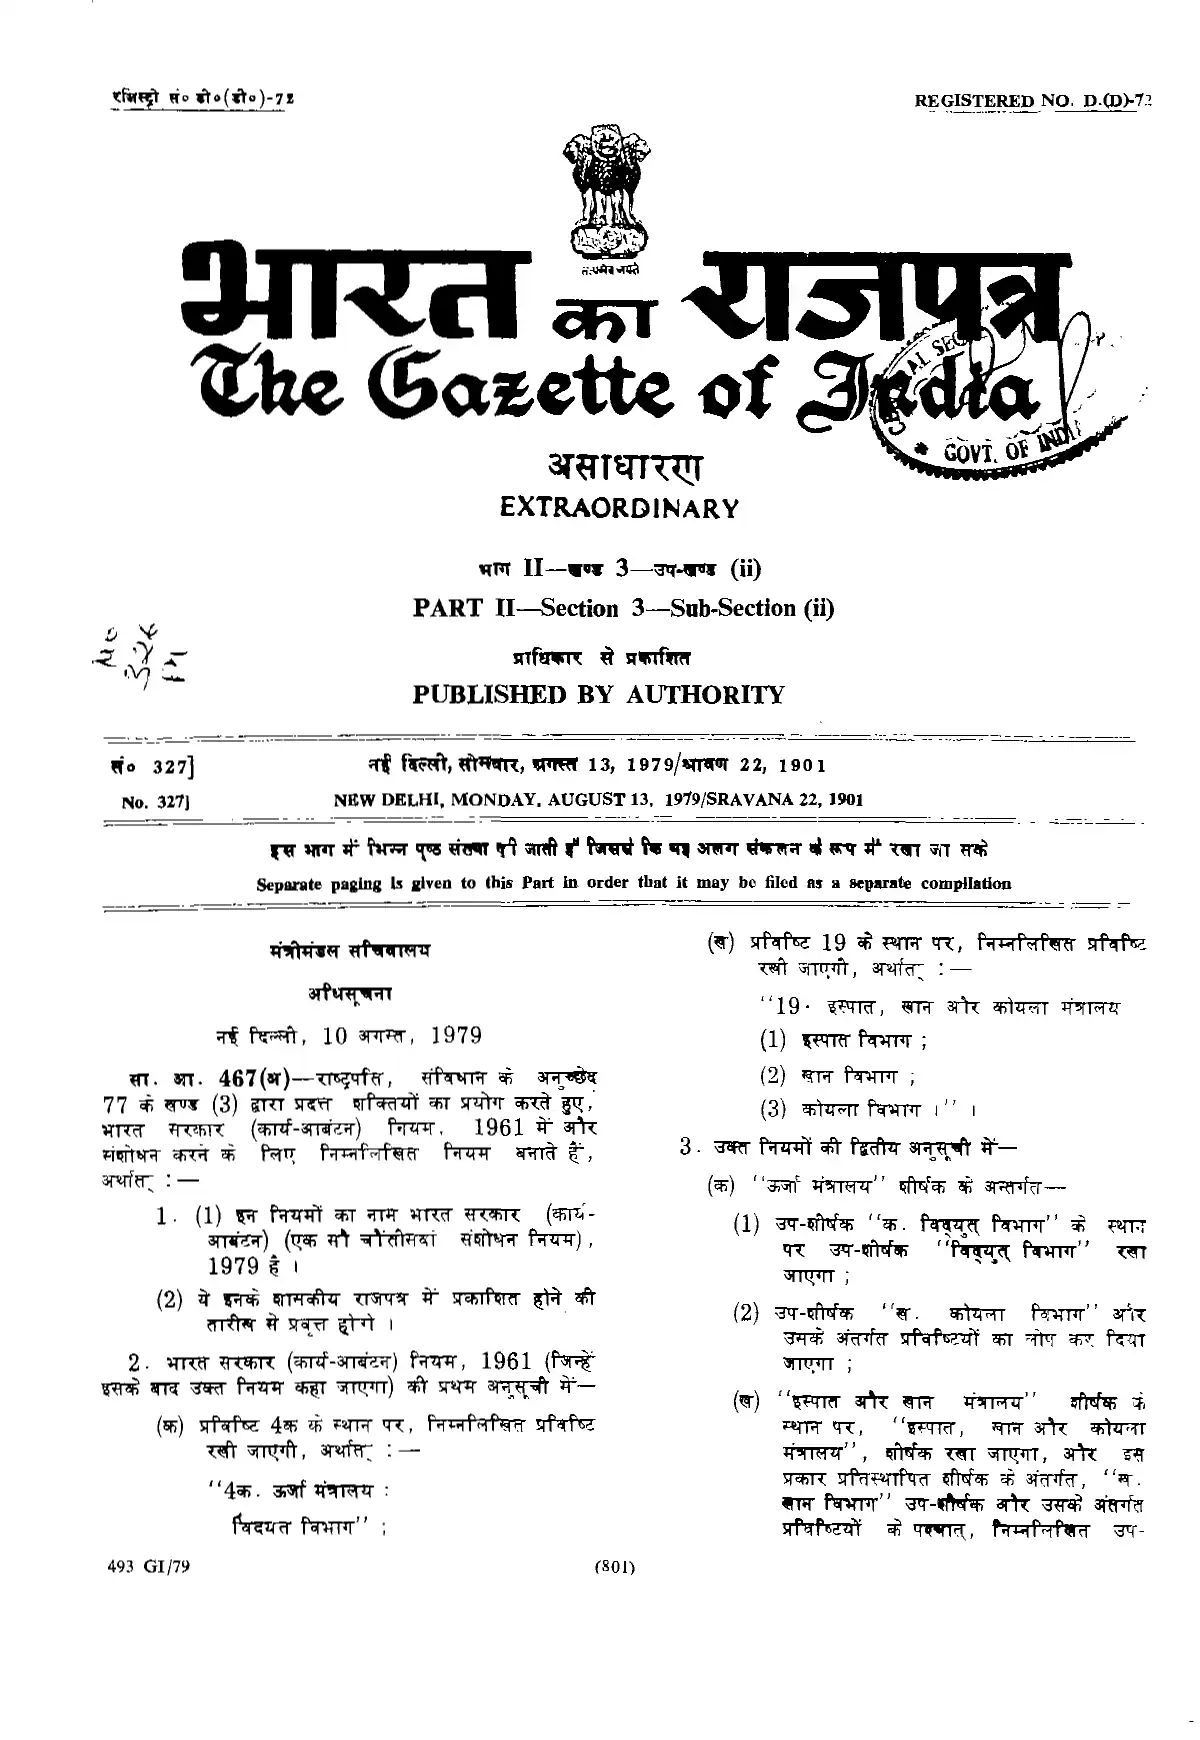 रजिस्ट्री सं० डी०(डी०)-72
REGISTERED NO. D.(D)-72
सत्यमेव जयते
भारत का राजपत्र
The Gazette of India
CENTRAL SEC
GOVT. OF INDIA
असाधारण
EXTRAORDINARY
भाग II—खण्ड 3—उप-खण्ड (ii)
PART II—Section 3—Sub-Section (ii)
प्राधिकार से प्रकाशित
PUBLISHED BY AUTHORITY
सं० 327]
नई दिल्ली, सोमवार, अगस्त 13, 1979/श्रावण 22, 1901
No. 327]
NEW DELHI, MONDAY, AUGUST 13, 1979/SRAVANA 22, 1901
इस भाग में भिन्न पृष्ठ संख्या दी जाती है जिससे कि यह अलग संकलन के रूप में रखा जा सके
Separate paging is given to this Part in order that it may be filed as a separate compilation
मंत्रीमंडल सचिवालय
अधिसूचना
नई दिल्ली, 10 अगस्त, 1979
सा. आ. 467(अ)—राष्ट्रपति, संविधान के अनुच्छेद
77 के खण्ड (3) द्वारा प्रदत्त शक्तियों का प्रयोग करते हुए,
भारत सरकार (कार्य-आबंटन) नियम, 1961 में और
संशोधन करने के लिए निम्नलिखित नियम बनाते हैं,
अर्थात् :—
1. (1) इन नियमों का नाम भारत सरकार (कार्य-
आबंटन) (एक सौ चौंतीसवां संशोधन नियम),
1979 है ।
(2) ये इनके शासकीय राजपत्र में प्रकाशित होने की
तारीख से प्रवृत्त होंगे ।
2. भारत सरकार (कार्य-आबंटन) नियम, 1961 (जिन्हें
इसके बाद उक्त नियम कहा जाएगा) की प्रथम अनुसूची में—
(क) प्रविष्टि 4क के स्थान पर, निम्नलिखित प्रविष्टि
रखी जाएगी, अर्थात् :—
"4क. ऊर्जा मंत्रालय :
विद्युत विभाग" ;
(ख) प्रविष्टि 19 के स्थान पर, निम्नलिखित प्रविष्टि
रखी जाएगी, अर्थात् :—
"19. इस्पात, खान और कोयला मंत्रालय
(1) इस्पात विभाग ;
(2) खान विभाग ;
(3) कोयला विभाग ।" ।
3. उक्त नियमों की द्वितीय अनुसूची में—
(क) "ऊर्जा मंत्रालय" शीर्षक के अन्तर्गत—
(1) उप-शीर्षक "क. विद्युत् विभाग" के स्थान
पर उप-शीर्षक "विद्युत् विभाग" रखा
जाएगा ;
(2) उप-शीर्षक "ख. कोयला विभाग" और
उसके अंतर्गत प्रविष्टियों का लोप कर दिया
जाएगा ;
(ख) "इस्पात और खान मंत्रालय" शीर्षक के
स्थान पर, "इस्पात, खान और कोयला
मंत्रालय", शीर्षक रखा जाएगा, और इस
प्रकार प्रतिस्थापित शीर्षक के अंतर्गत, "ख.
खान विभाग" उप-शीर्षक और उसके अंतर्गत
प्रविष्टियों के पश्चात्, निम्नलिखित उप-
493 GI/79
(801)